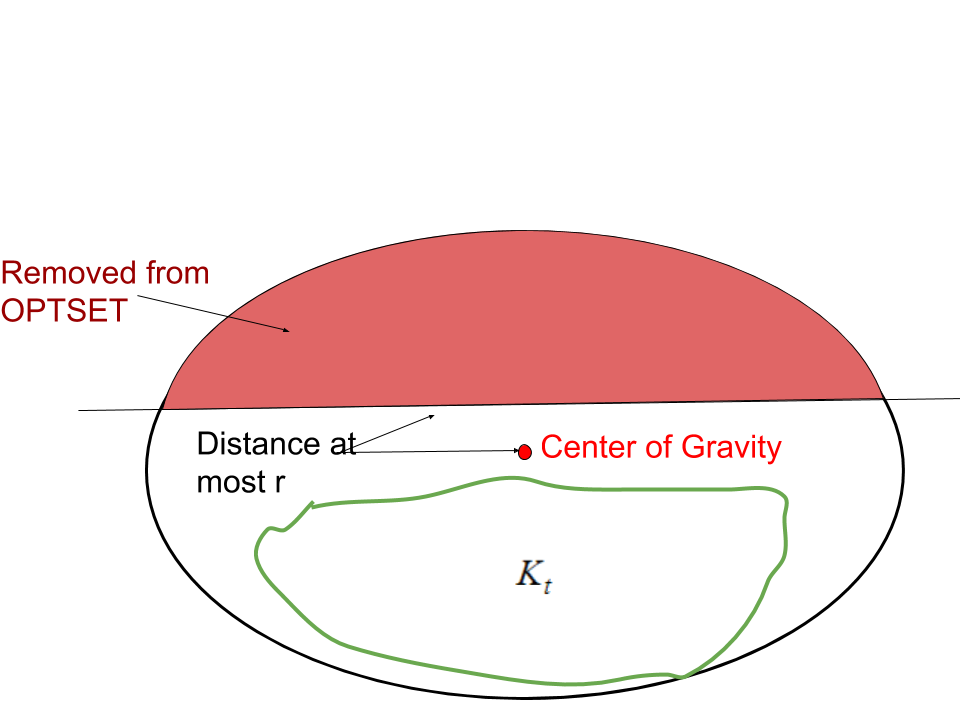 Removed from
OPTSET
Distance at
most r
Center of Gravity
K_t